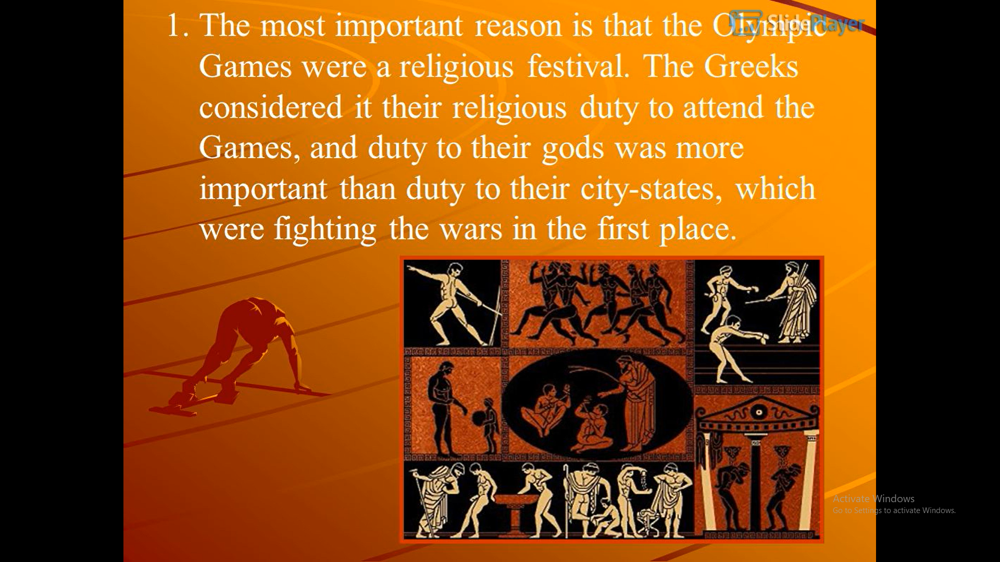 1. The most important reason is that the Olympic
Games were a religious festival. The Greeks
considered it their religious duty to attend the
Games, and duty to their gods was more
important than duty to their city-states, which
were fighting the wars in the first place.
SlidePlayer
Activate Windows
Go to Settings to activate Windows.